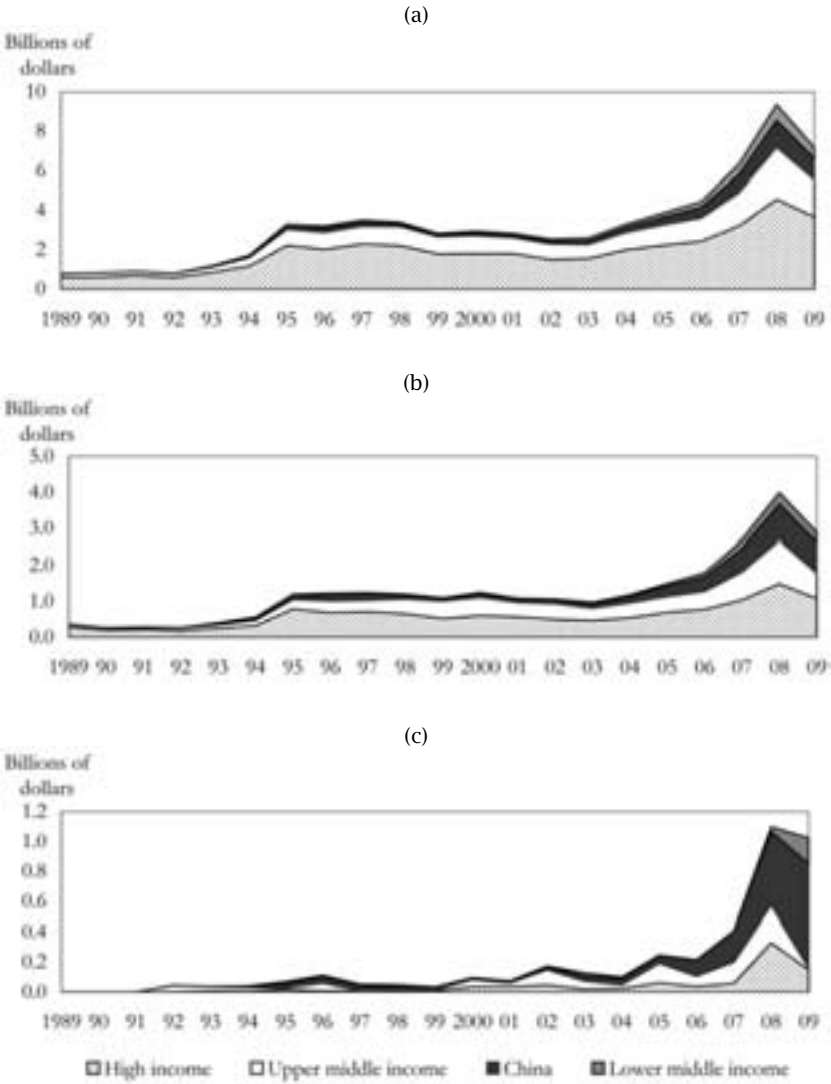 (a)
Billions of
dollars
10
8
6
4
2
0
1989 90 91 92 93 94 95 96 97 98 99 2000 01 02 03 04 05 06 07 08 09
(b)
Billions of
dollars
5.0
4.0
3.0
2.0
1.0
0.0
1989 90 91 92 93 94 95 96 97 98 99 2000 01 02 03 04 05 06 07 08 09
(c)
Billions of
dollars
1.2
1.0
0.8
0.6
0.4
0.2
0.0
1989 90 91 92 93 94 95 96 97 98 99 2000 01 02 03 04 05 06 07 08 09
High income Upper middle income China Lower middle income